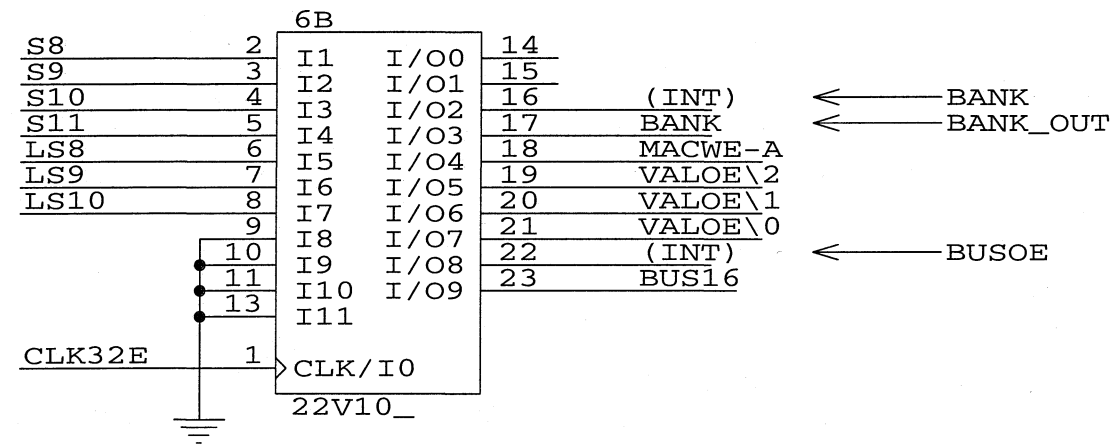 6B
S8 2 I1 I/O0 14
S9 3 I2 I/O1 15
S10 4 I3 I/O2 16 (INT) BANK
S11 5 I4 I/O3 17 BANK BANK_OUT
LS8 6 I5 I/O4 18 MACWE-A
LS9 7 I6 I/O5 19 VALOE\2
LS10 8 I7 I/O6 20 VALOE\1
9 I8 I/O7 21 VALOE\0
10 I9 I/O8 22 (INT) BUSOE
11 I10 I/O9 23 BUS16
13 I11
CLK32E 1 CLK/I0
22V10_